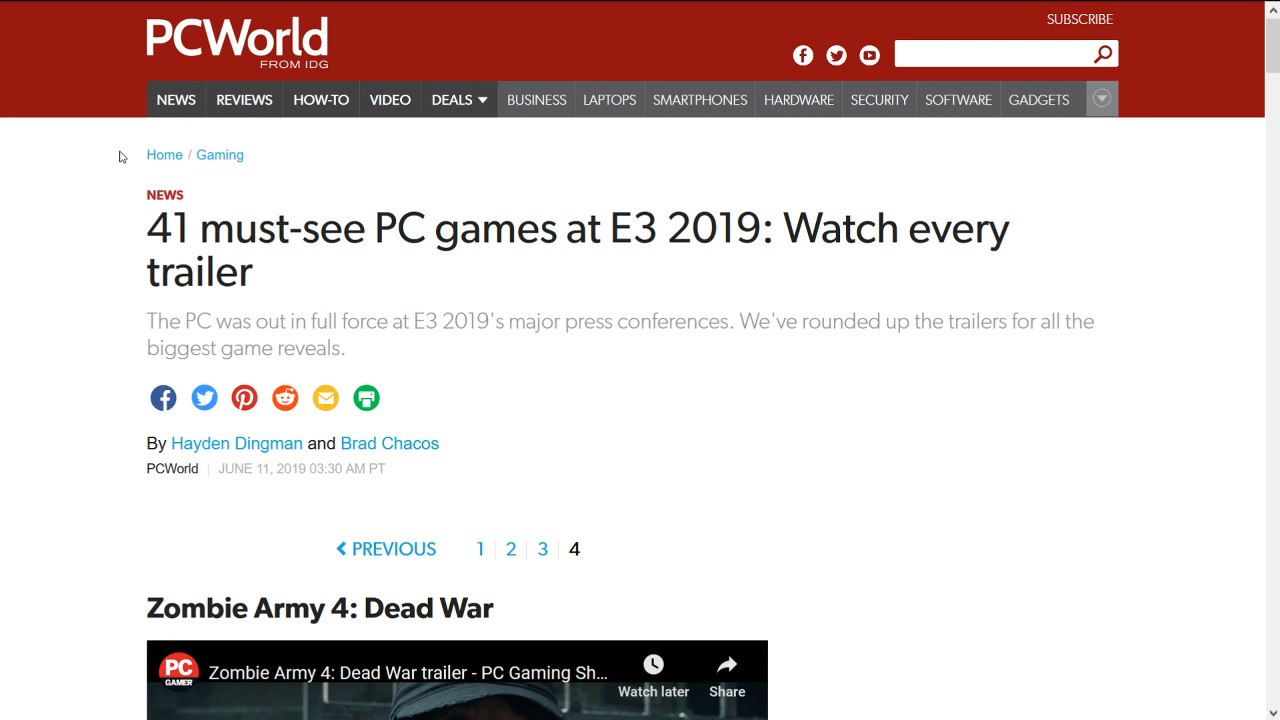 SUBSCRIBE
PCWorld
FROM IDG
NEWS REVIEWS HOW-TO VIDEO DEALS BUSINESS LAPTOPS SMARTPHONES HARDWARE SECURITY SOFTWARE GADGETS
Home / Gaming
NEWS
41 must-see PC games at E3 2019: Watch every
trailer
The PC was out in full force at E3 2019's major press conferences. We've rounded up the trailers for all the
biggest game reveals.
By Hayden Dingman and Brad Chacos
PCWorld | JUNE 11, 2019 03:30 AM PT
PREVIOUS 1 2 3 4
Zombie Army 4: Dead War
PC
GAMER
Zombie Army 4: Dead War trailer - PC Gaming Sh...
Watch later Share